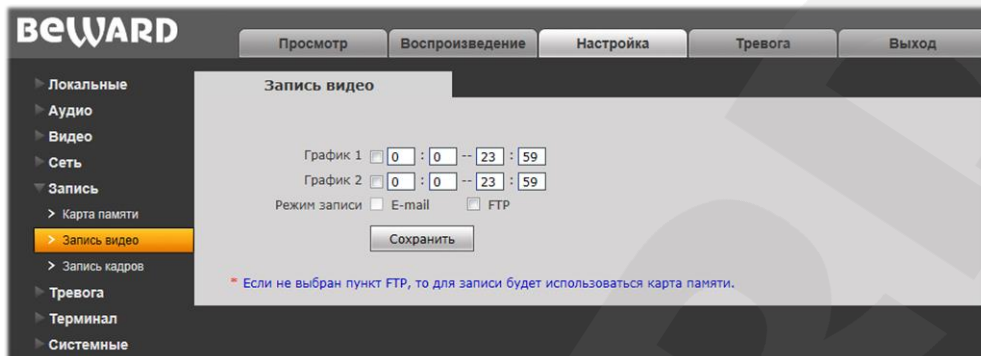 BEWARD
Просмотр Воспроизведение Настройка Тревога Выход
Локальные
Аудио
Видео
Сеть
Запись
Карта памяти
Запись видео
Запись кадров
Тревога
Терминал
Системные
Запись видео
График 1 0 : 0 -- 23 : 59
График 2 0 : 0 -- 23 : 59
Режим записи E-mail FTP
Сохранить
* Если не выбран пункт FTP, то для записи будет использоваться карта памяти.